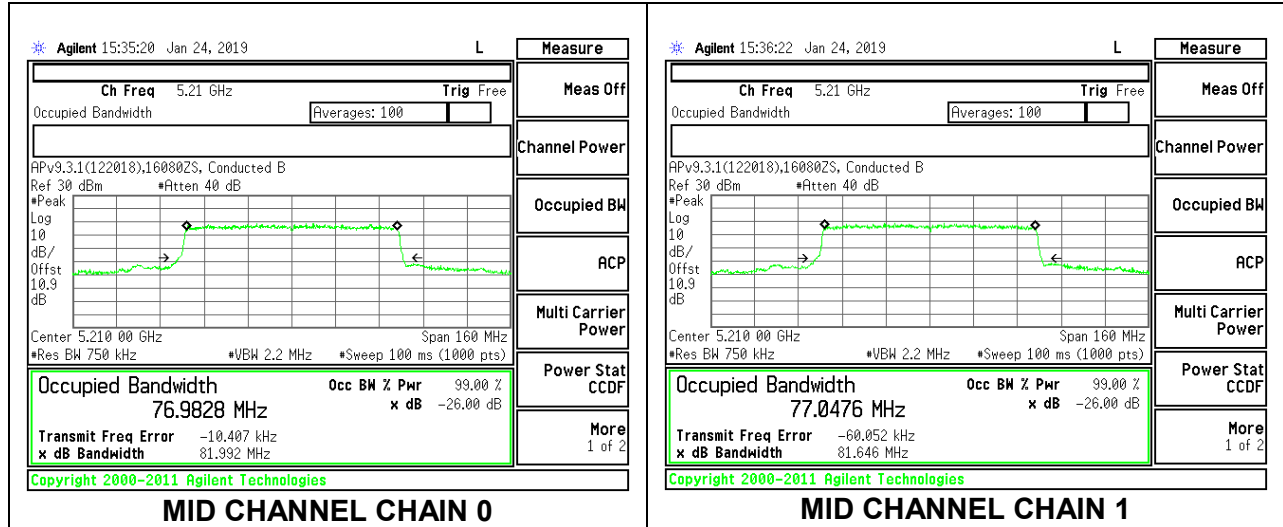 Agilent 15:35:20 Jan 24, 2019 L
Measure
Ch Freq 5.21 GHz Trig Free
Meas Off
Occupied Bandwidth Averages: 100
Channel Power
APv9.3.1(122018),16080ZS, Conducted B
Ref 30 dBm #Atten 40 dB
#Peak
Log
10
dB/
Offst
10.9
dB
Occupied BW
ACP
Multi Carrier
Power
Center 5.210 00 GHz Span 160 MHz
#Res BW 750 kHz #VBW 2.2 MHz #Sweep 100 ms (1000 pts)
Power Stat
CCDF
Occupied Bandwidth Occ BW % Pwr 99.00 %
76.9828 MHz x dB -26.00 dB
Transmit Freq Error -10.407 kHz
x dB Bandwidth 81.992 MHz
More
1 of 2
Copyright 2000-2011 Agilent Technologies
MID CHANNEL CHAIN 0
Agilent 15:36:22 Jan 24, 2019 L
Measure
Ch Freq 5.21 GHz Trig Free
Meas Off
Occupied Bandwidth Averages: 100
Channel Power
APv9.3.1(122018),16080ZS, Conducted B
Ref 30 dBm #Atten 40 dB
#Peak
Log
10
dB/
Offst
10.9
dB
Occupied BW
ACP
Multi Carrier
Power
Center 5.210 00 GHz Span 160 MHz
#Res BW 750 kHz #VBW 2.2 MHz #Sweep 100 ms (1000 pts)
Power Stat
CCDF
Occupied Bandwidth Occ BW % Pwr 99.00 %
77.0476 MHz x dB -26.00 dB
Transmit Freq Error -60.052 kHz
x dB Bandwidth 81.646 MHz
More
1 of 2
Copyright 2000-2011 Agilent Technologies
MID CHANNEL CHAIN 1